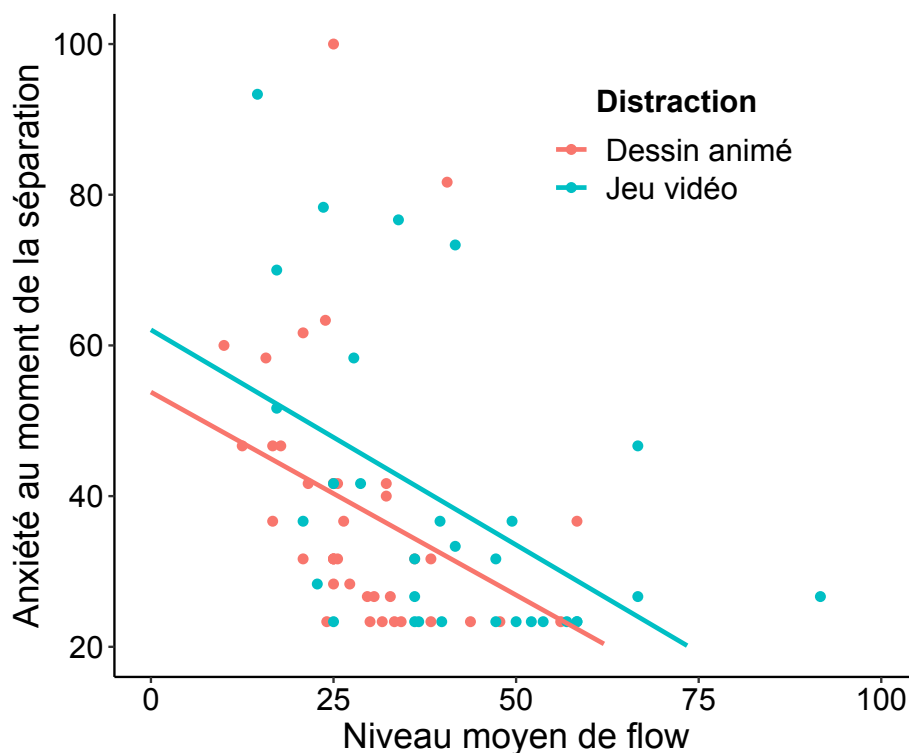 Anxiété au moment de la séparation
100
80
60
40
20
Distraction
Dessin animé
Jeu vidéo
0
25
50
75
100
Niveau moyen de flow